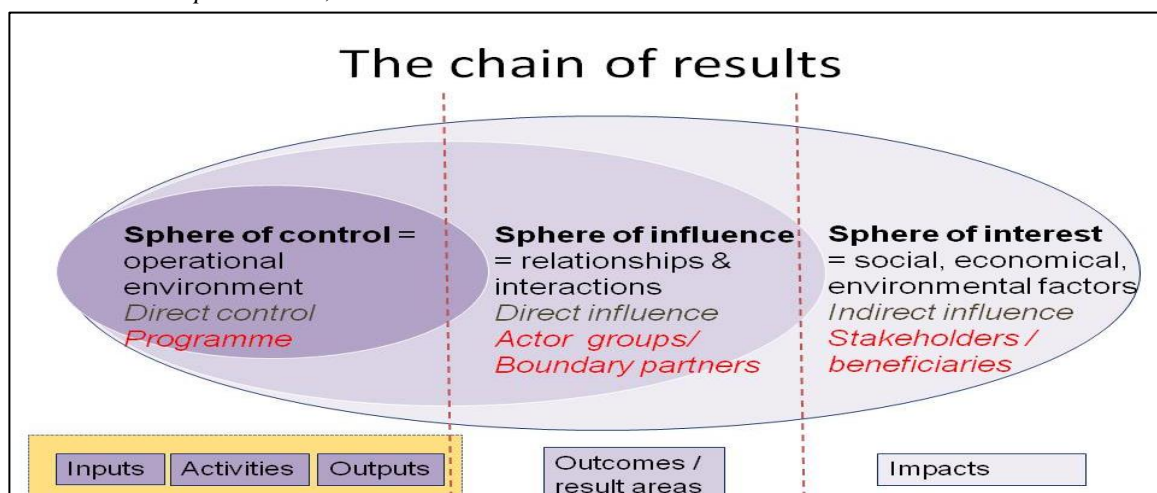 The chain of results
Sphere of control =
operational
environment
Direct control
Programme
Sphere of influence
= relationships &
interactions
Direct influence
Actor groups/
Boundary partners
Sphere of interest
= social, economical,
environmental factors
Indirect influence
Stakeholders /
beneficiaries
Inputs
Activities
Outputs
Outcomes /
result areas
Impacts